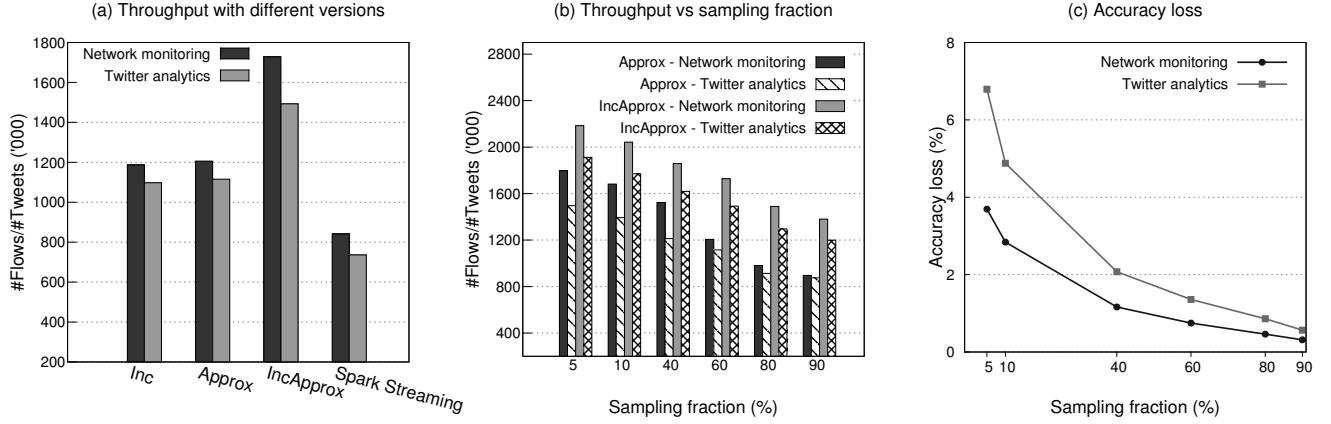 (a) Throughput with different versions
#Flows/#Tweets ('000)
1800
1600
1400
1200
1000
800
600
400
200
Network monitoring
Twitter analytics
Inc
Approx
IncApprox
Spark Streaming
(b) Throughput vs sampling fraction
#Flows/#Tweets ('000)
2800
2400
2000
1600
1200
800
400
Approx - Network monitoring
Approx - Twitter analytics
IncApprox - Network monitoring
IncApprox - Twitter analytics
5 10 40 60 80 90
Sampling fraction (%)
(c) Accuracy loss
Accuracy loss (%)
8
6
4
2
0
Network monitoring
Twitter analytics
5 10 40 60 80 90
Sampling fraction (%)